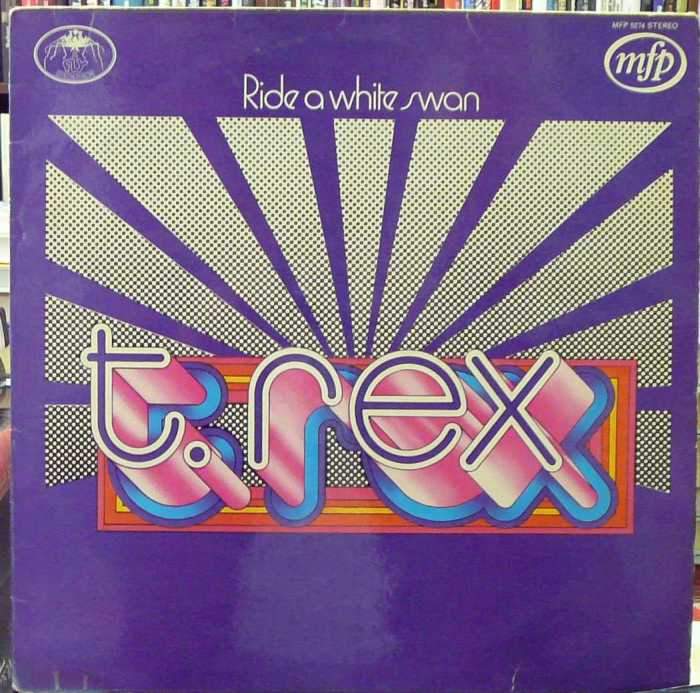 MFP 5274 STEREO
mfp
Ride a white swan
t.rex